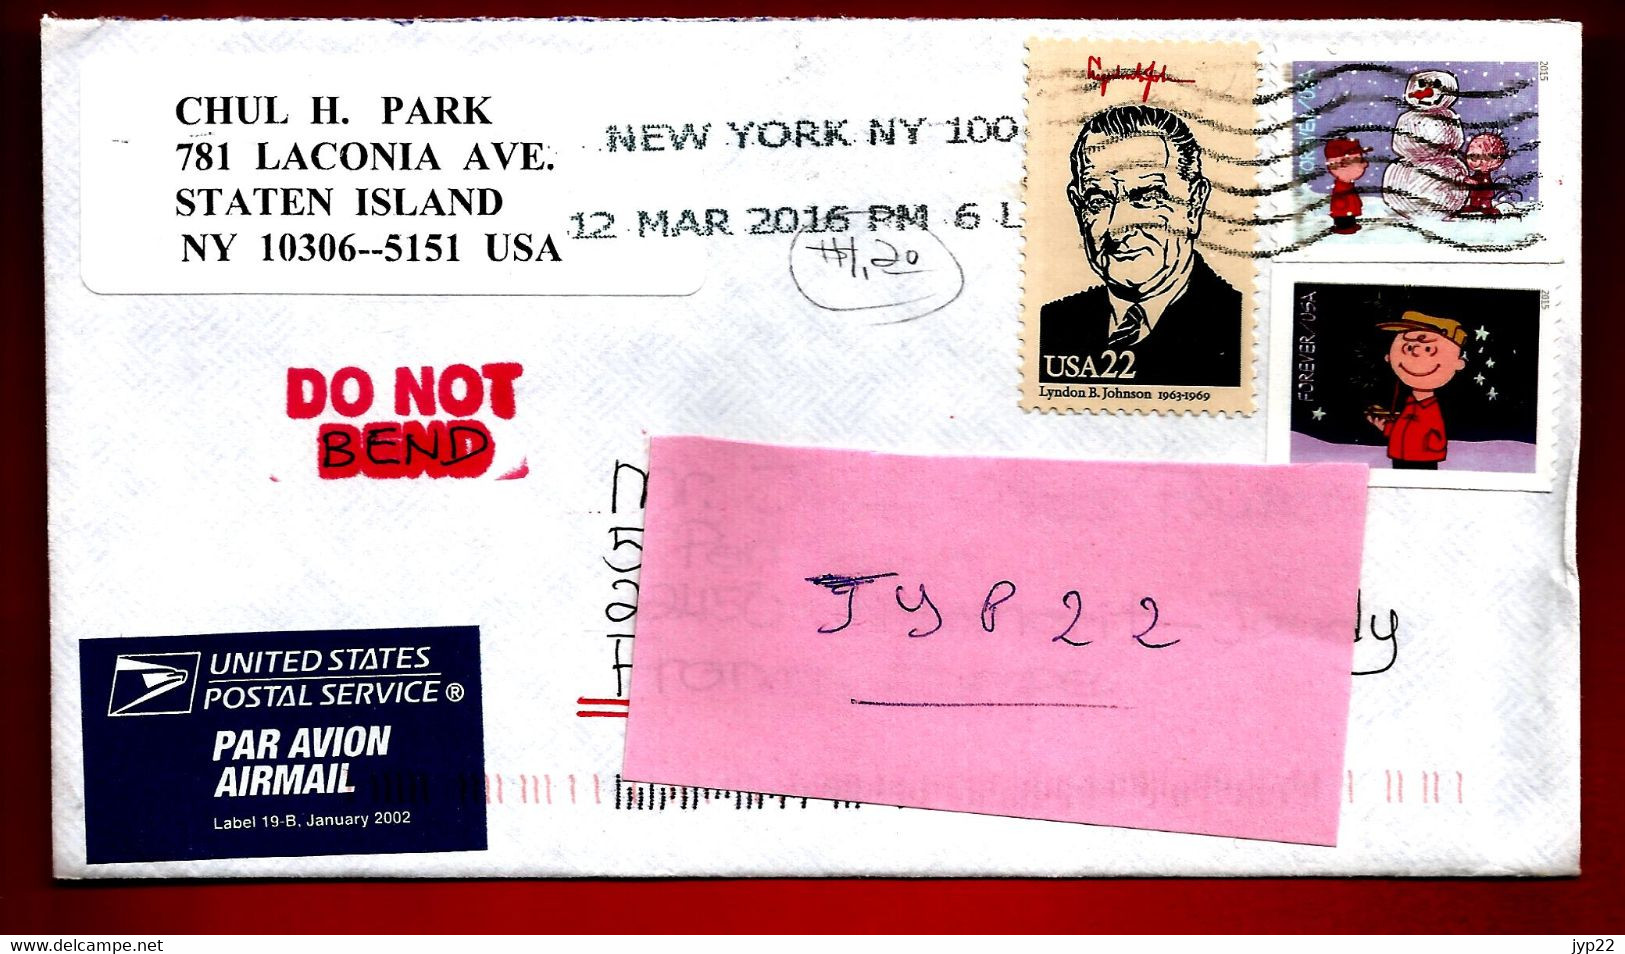 CHUL H. PARK
781 LACONIA AVE.
STATEN ISLAND
NY 10306--5151 USA
NEW YORK NY 100
12 MAR 2016 PM 6 L
$1,20
USA22
Lyndon B. Johnson 1963-1969
2015
FOREVER/USA
2015
DO NOT
BEND
JYP22
UNITED STATES
POSTAL SERVICE®
PAR AVION
AIRMAIL
Label 19-B, January 2002
delcampe.net
jyp22